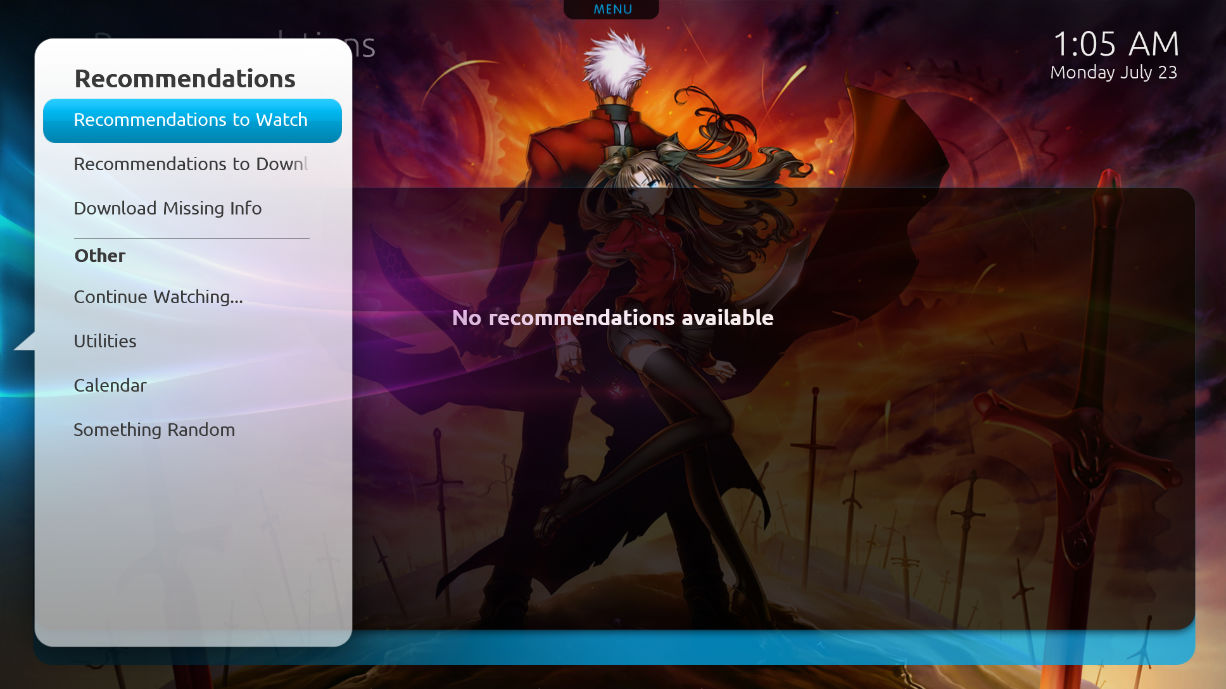 MENU
Recommendations
1:05 AM
Monday July 23
Recommendations
Recommendations to Watch
Recommendations to Downl
Download Missing Info
Other
Continue Watching...
Utilities
Calendar
Something Random
No recommendations available